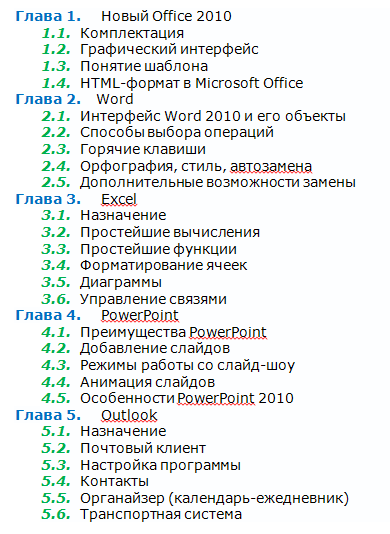 Глава 1. Новый Office 2010
1.1. Комплектация
1.2. Графический интерфейс
1.3. Понятие шаблона
1.4. HTML-формат в Microsoft Office
Глава 2. Word
2.1. Интерфейс Word 2010 и его объекты
2.2. Способы выбора операций
2.3. Горячие клавиши
2.4. Орфография, стиль, автозамена
2.5. Дополнительные возможности замены
Глава 3. Excel
3.1. Назначение
3.2. Простейшие вычисления
3.3. Простейшие функции
3.4. Форматирование ячеек
3.5. Диаграммы
3.6. Управление связями
Глава 4. PowerPoint
4.1. Преимущества PowerPoint
4.2. Добавление слайдов
4.3. Режимы работы со слайд-шоу
4.4. Анимация слайдов
4.5. Особенности PowerPoint 2010
Глава 5. Outlook
5.1. Назначение
5.2. Почтовый клиент
5.3. Настройка программы
5.4. Контакты
5.5. Органайзер (календарь-ежедневник)
5.6. Транспортная система